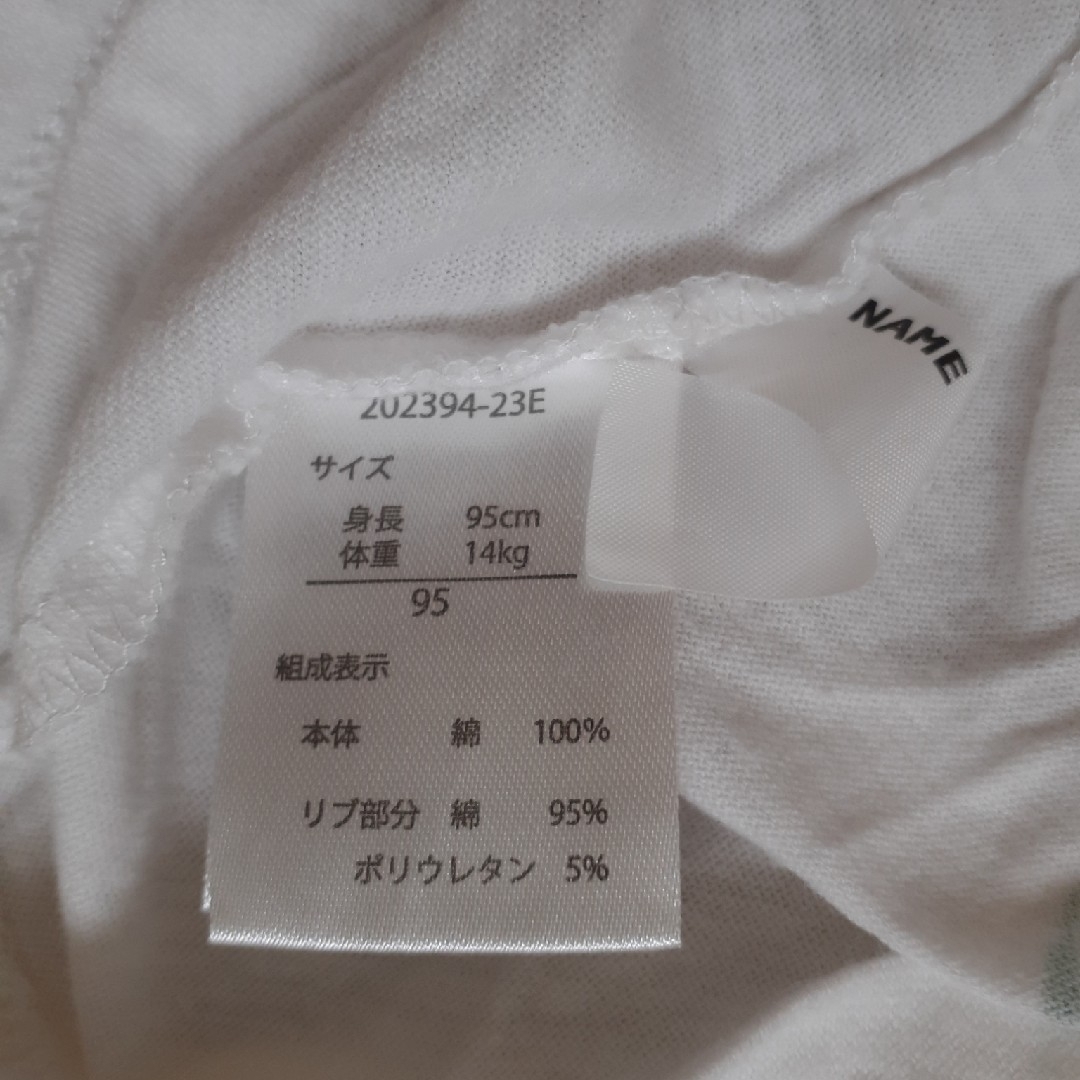 202394-23E
サイズ
身長 95cm
体重 14kg
95
組成表示
本体 綿 100%
リブ部分 綿 95%
ポリウレタン 5%
NAME